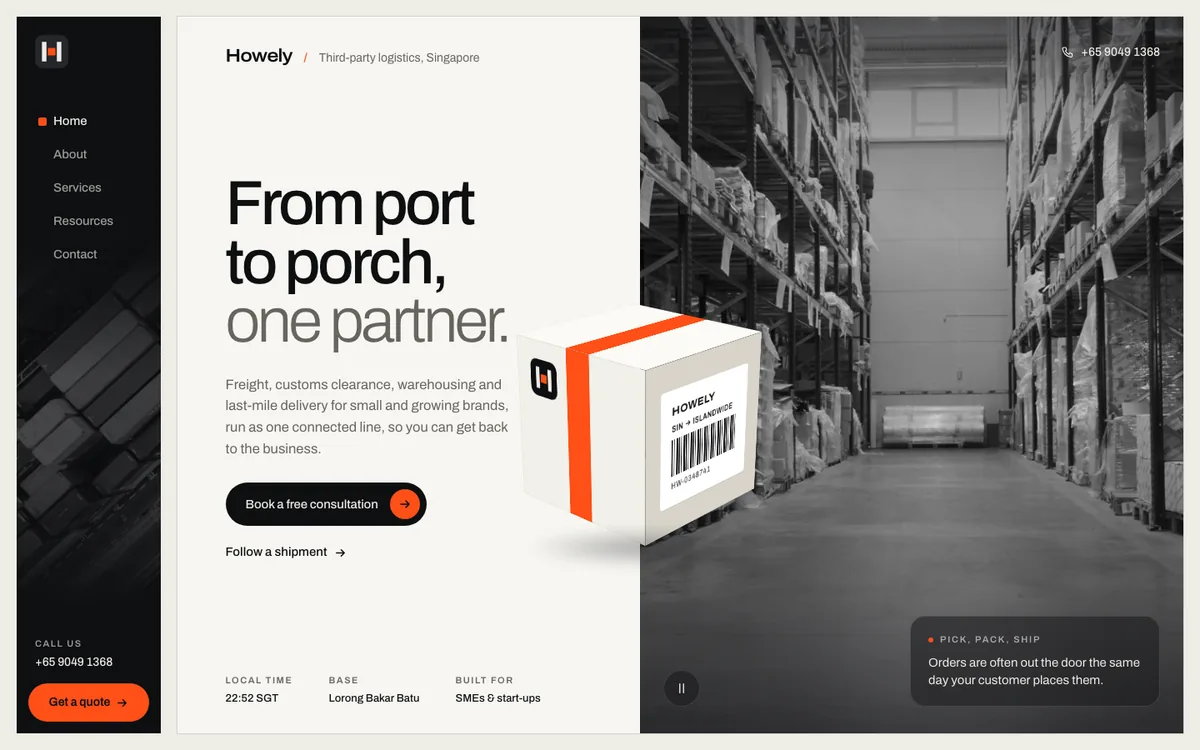 H
Home
About
Services
Resources
Contact
CALL US
+65 9049 1368
Get a quote →
Howely / Third-party logistics, Singapore
+65 9049 1368
From port
to porch,
one partner.
Freight, customs clearance, warehousing and
last-mile delivery for small and growing brands,
run as one connected line, so you can get back
to the business.
Book a free consultation →
Follow a shipment →
H
HOWELY
SIN → ISLANDWIDE
HW-0348741
LOCAL TIME
22:52 SGT
BASE
Lorong Bakar Batu
BUILT FOR
SMEs & start-ups
PICK, PACK, SHIP
Orders are often out the door the same
day your customer places them.